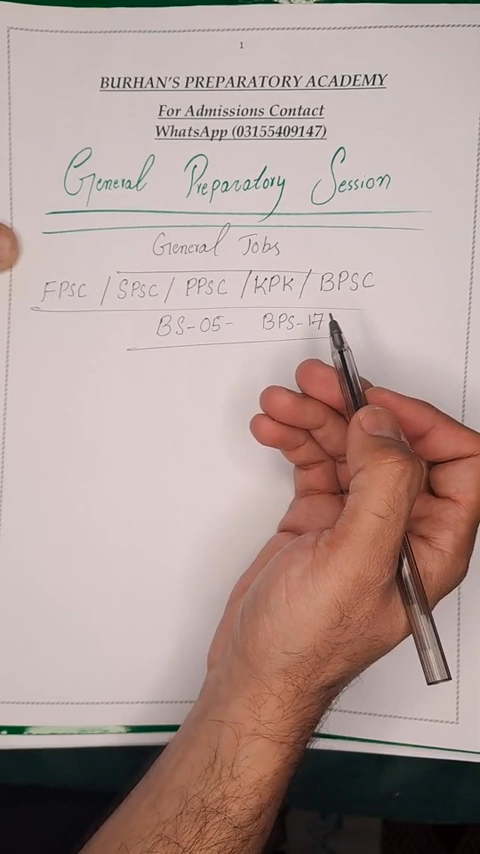 1
BURHAN'S PREPARATORY ACADEMY
For Admissions Contact
WhatsApp (03155409147)
General Preparatory Session
General Jobs
FPSC / SPSC / PPSC / KPK / BPSC
BS-05- BPS-17